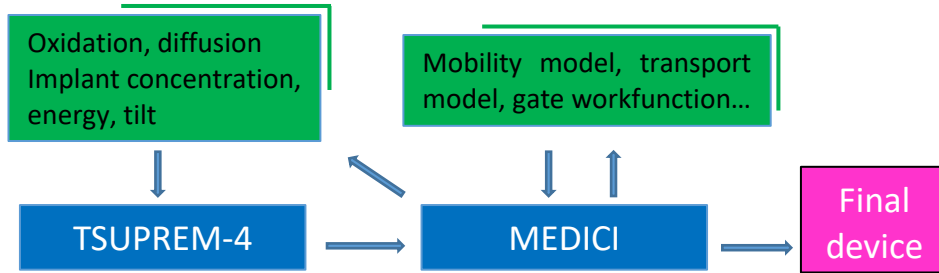 Oxidation, diffusion
Implant concentration,
energy, tilt
Mobility model, transport
model, gate workfunction…
TSUPREM-4
MEDICI
Final
device